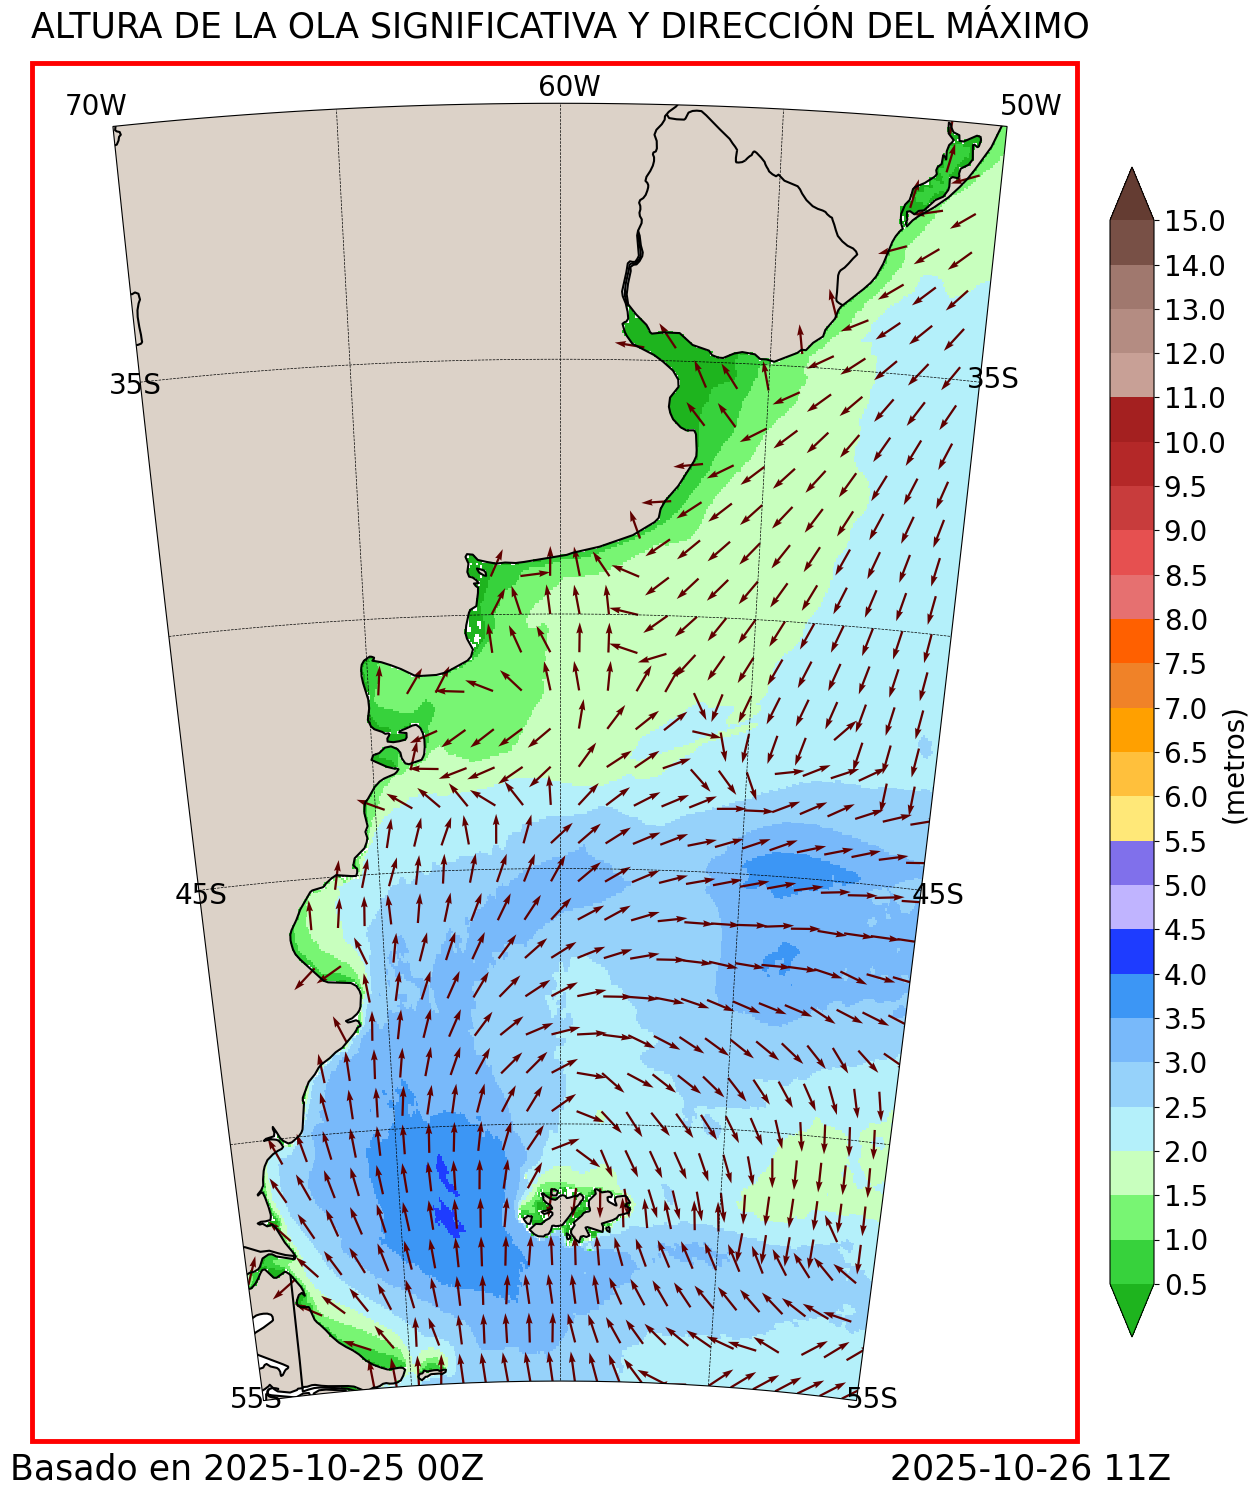 ALTURA DE LA OLA SIGNIFICATIVA Y DIRECCIÓN DEL MÁXIMO
70W
60W
50W
35S
35S
45S
45S
55S
55S
15.0
14.0
13.0
12.0
11.0
10.0
9.5
9.0
8.5
8.0
7.5
7.0
6.5
6.0
5.5
5.0
4.5
4.0
3.5
3.0
2.5
2.0
1.5
1.0
0.5
(metros)
Basado en 2025-10-25 00Z
2025-10-26 11Z